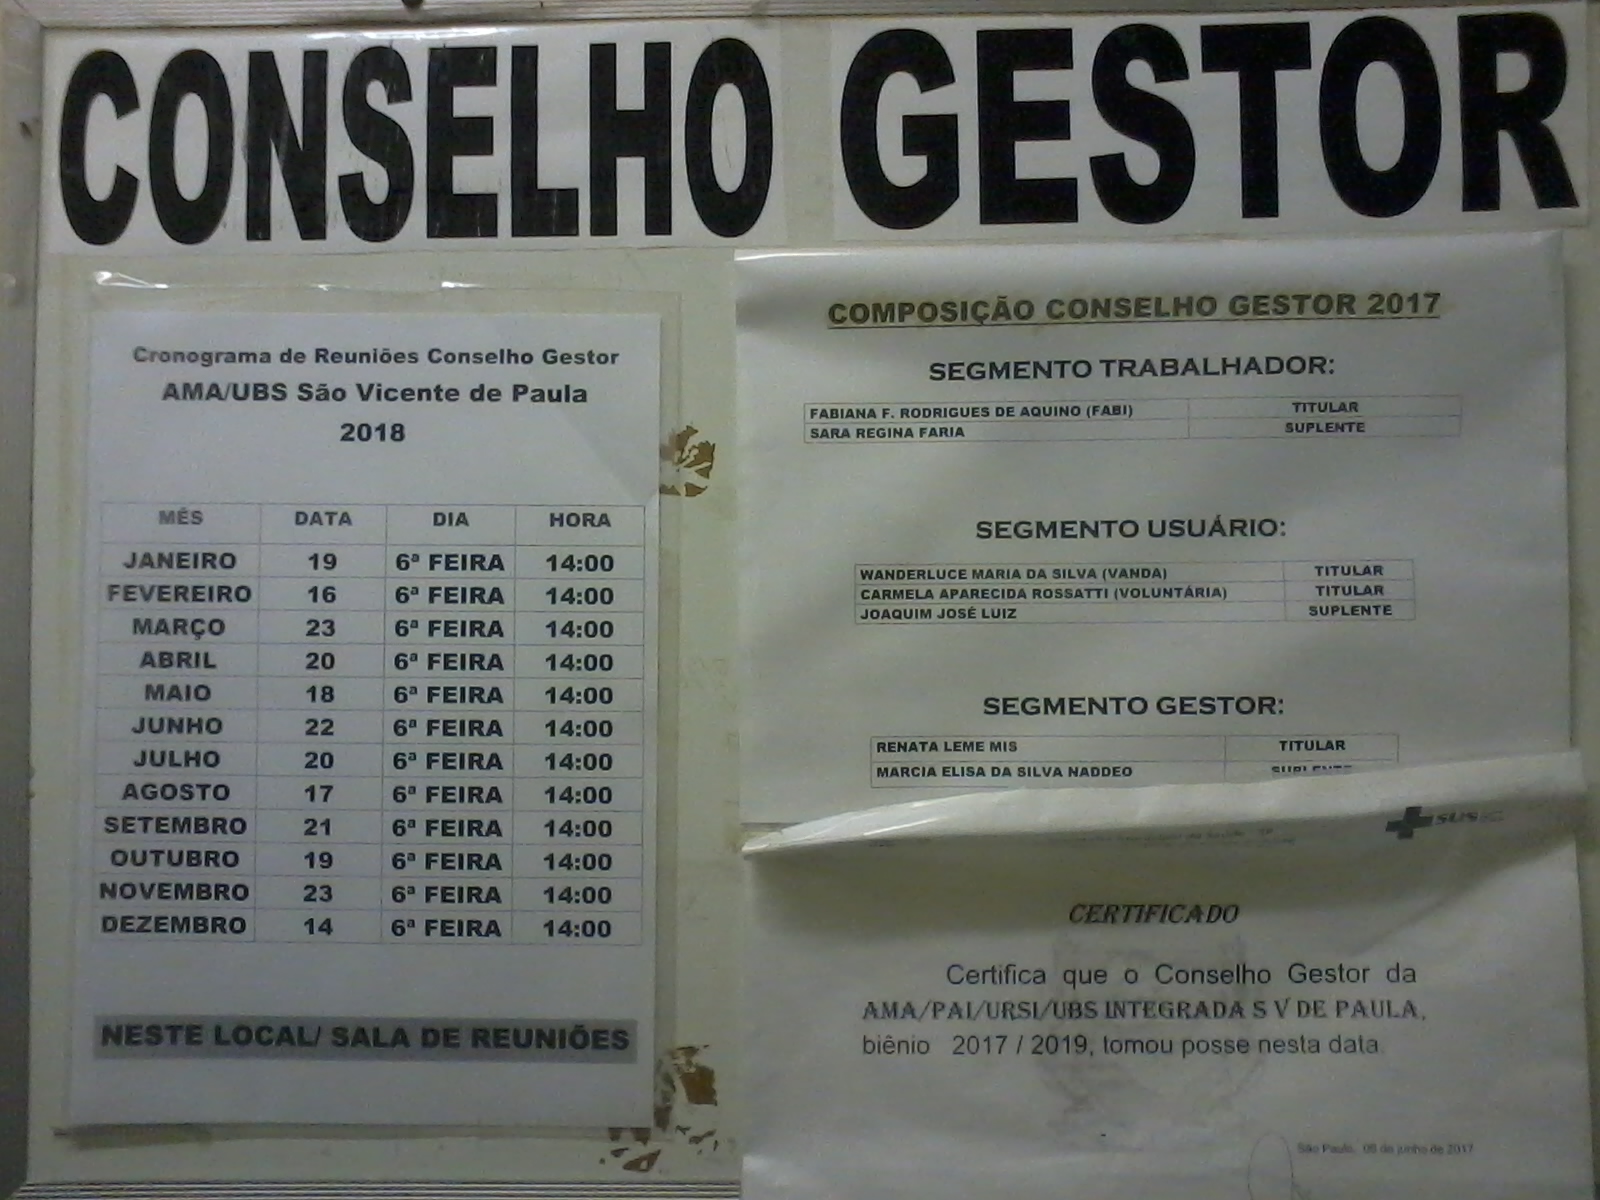 CONSELHO GESTOR
Cronograma de Reuniões Conselho Gestor
AMA/UBS São Vicente de Paula
2018
MÊS DATA DIA HORA
JANEIRO 19 6ª FEIRA 14:00
FEVEREIRO 16 6ª FEIRA 14:00
MARÇO 23 6ª FEIRA 14:00
ABRIL 20 6ª FEIRA 14:00
MAIO 18 6ª FEIRA 14:00
JUNHO 22 6ª FEIRA 14:00
JULHO 20 6ª FEIRA 14:00
AGOSTO 17 6ª FEIRA 14:00
SETEMBRO 21 6ª FEIRA 14:00
OUTUBRO 19 6ª FEIRA 14:00
NOVEMBRO 23 6ª FEIRA 14:00
DEZEMBRO 14 6ª FEIRA 14:00
NESTE LOCAL/ SALA DE REUNIÕES
COMPOSIÇÃO CONSELHO GESTOR 2017
SEGMENTO TRABALHADOR:
FABIANA F. RODRIGUES DE AQUINO (FABI) TITULAR
SARA REGINA FARIA SUPLENTE
SEGMENTO USUÁRIO:
WANDERLUCE MARIA DA SILVA (VANDA) TITULAR
CARMELA APARECIDA ROSSATTI (VOLUNTÁRIA) TITULAR
JOAQUIM JOSÉ LUIZ SUPLENTE
SEGMENTO GESTOR:
RENATA LEME MIS TITULAR
MARCIA ELISA DA SILVA NADDEO SUPLENTE
SUS
CERTIFICADO
Certifica que o Conselho Gestor da
AMA/PAI/URSI/UBS INTEGRADA S V DE PAULA,
biênio 2017 / 2019, tomou posse nesta data
São Paulo, de junho de 2017